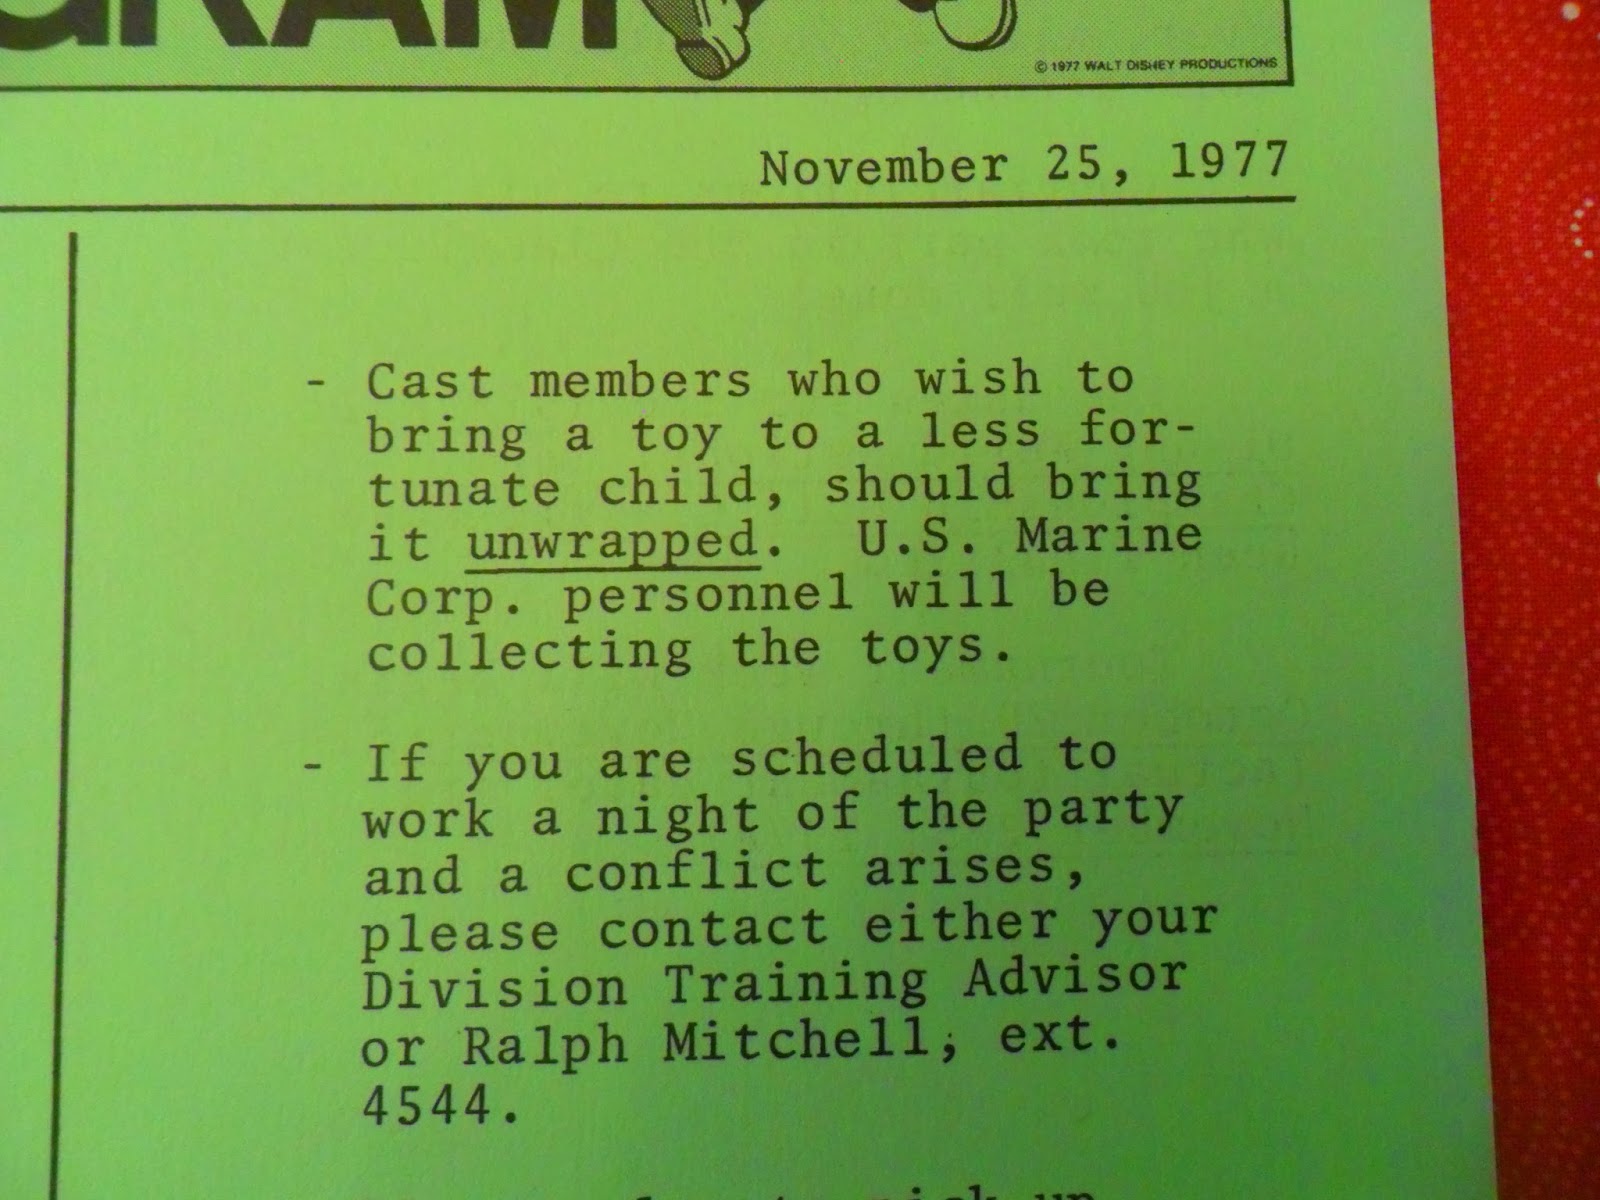 © 1977 WALT DISNEY PRODUCTIONS
November 25, 1977
- Cast members who wish to
bring a toy to a less for-
tunate child, should bring
it unwrapped. U.S. Marine
Corp. personnel will be
collecting the toys.
- If you are scheduled to
work a night of the party
and a conflict arises,
please contact either your
Division Training Advisor
or Ralph Mitchell, ext.
4544.